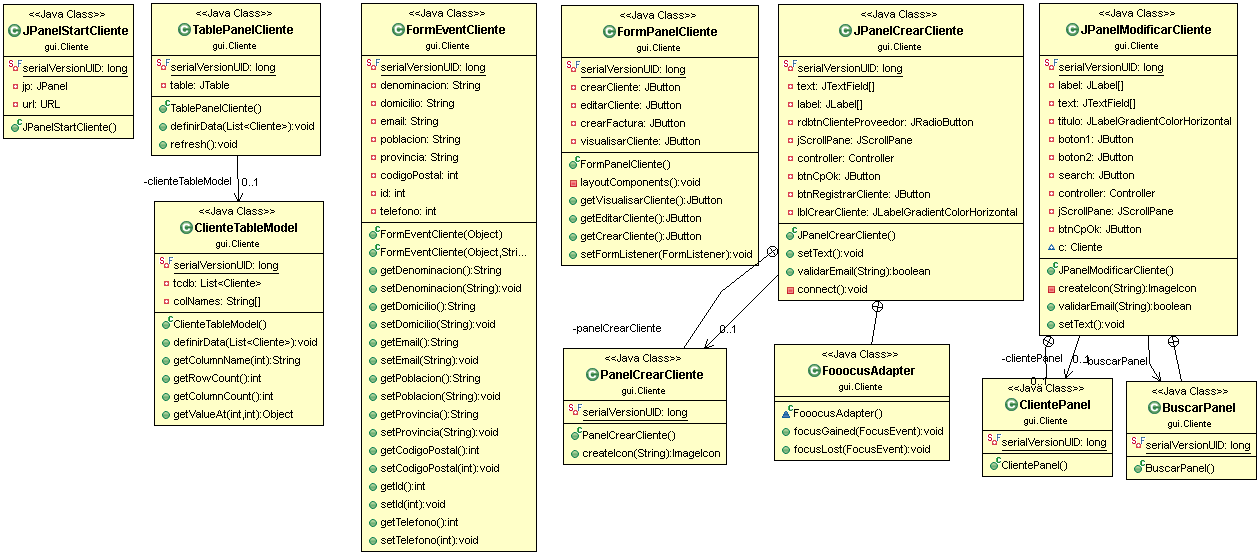 <<Java Class>>
JPanelStartCliente
gui.Cliente
serialVersionUID: long
jp: JPanel
url: URL
JPanelStartCliente()
<<Java Class>>
TablePanelCliente
gui.Cliente
serialVersionUID: long
table: JTable
TablePanelCliente()
definirData(List<Cliente>):void
refresh():void
-clienteTableModel
0..1
<<Java Class>>
ClienteTableModel
gui.Cliente
serialVersionUID: long
tcdb: List<Cliente>
colNames: String[]
ClienteTableModel()
definirData(List<Cliente>):void
getColumnName(int):String
getRowCount():int
getColumnCount():int
getValueAt(int,int):Object
<<Java Class>>
FormEventCliente
gui.Cliente
serialVersionUID: long
denominacion: String
domicilio: String
email: String
poblacion: String
provincia: String
codigoPostal: int
id: int
telefono: int
FormEventCliente(Object)
FormEventCliente(Object,Stri...
getDenominacion():String
setDenominacion(String):void
getDomicilio():String
setDomicilio(String):void
getEmail():String
setEmail(String):void
getPoblacion():String
setPoblacion(String):void
getProvincia():String
setProvincia(String):void
getCodigoPostal():int
setCodigoPostal(int):void
getId():int
setId(int):void
getTelefono():int
setTelefono(int):void
<<Java Class>>
FormPanelCliente
gui.Cliente
serialVersionUID: long
crearCliente: JButton
editarCliente: JButton
crearFactura: JButton
visualisarCliente: JButton
FormPanelCliente()
layoutComponents():void
getVisualisarCliente():JButton
getEditarCliente():JButton
getCrearCliente():JButton
setFormListener(FormListener):void
<<Java Class>>
JPanelCrearCliente
gui.Cliente
serialVersionUID: long
text: JTextField[]
label: JLabel[]
rdbtnClienteProveedor: JRadioButton
jScrollPane: JScrollPane
controller: Controller
btnCpOk: JButton
btnRegistrarCliente: JButton
lblCrearCliente: JLabelGradientColorHorizontal
JPanelCrearCliente()
setText():void
validarEmail(String):boolean
connect():void
-panelCrearCliente
0..1
<<Java Class>>
PanelCrearCliente
gui.Cliente
serialVersionUID: long
PanelCrearCliente()
createIcon(String):ImageIcon
<<Java Class>>
FooocusAdapter
gui.Cliente
FooocusAdapter()
focusGained(FocusEvent):void
focusLost(FocusEvent):void
<<Java Class>>
JPanelModificarCliente
gui.Cliente
serialVersionUID: long
label: JLabel[]
text: JTextField[]
titulo: JLabelGradientColorHorizontal
boton1: JButton
boton2: JButton
search: JButton
controller: Controller
jScrollPane: JScrollPane
btnCpOk: JButton
c: Cliente
JPanelModificarCliente()
createIcon(String):ImageIcon
validarEmail(String):boolean
setText():void
-clientePanel
0..1
-buscarPanel
0..1
<<Java Class>>
ClientePanel
gui.Cliente
serialVersionUID: long
ClientePanel()
<<Java Class>>
BuscarPanel
gui.Cliente
serialVersionUID: long
BuscarPanel()